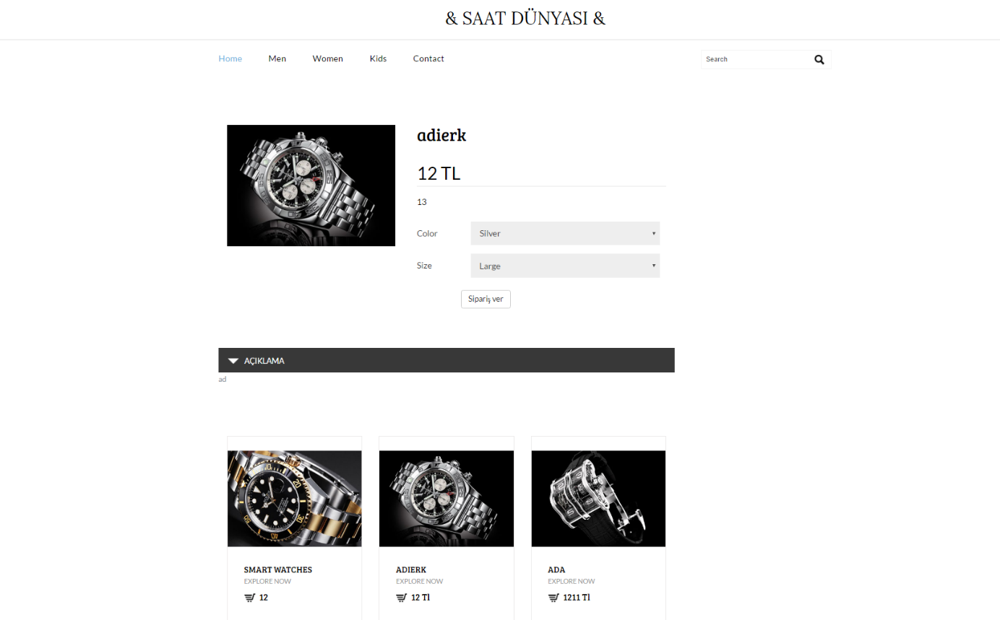 & SAAT DÜNYASI &
Home Men Women Kids Contact
Search
adierk
12 TL
13
Color Silver
Size Large
Sipariş ver
AÇIKLAMA
ad
SMART WATCHES
EXPLORE NOW
12
ADIERK
EXPLORE NOW
12 Tl
ADA
EXPLORE NOW
1211 Tl